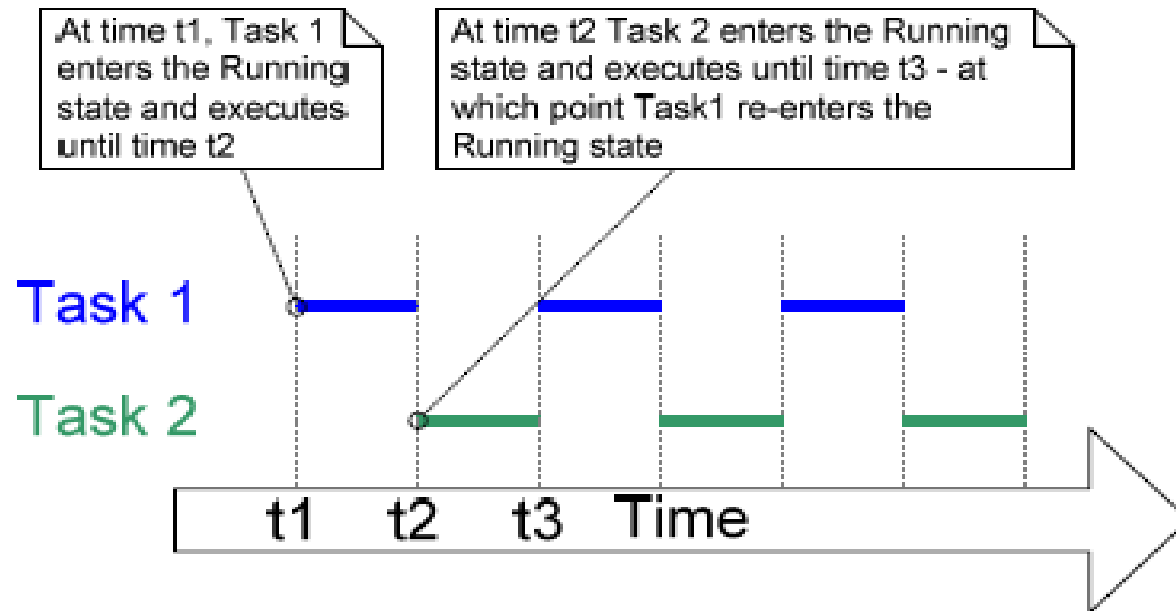 At time t1, Task 1
enters the Running
state and executes
until time t2
At time t2 Task 2 enters the Running
state and executes until time t3 - at
which point Task1 re-enters the
Running state
Task 1
Task 2
t1 t2 t3 Time